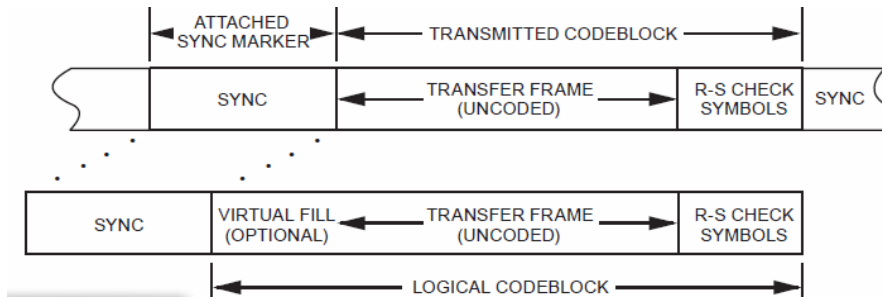 ATTACHED
SYNC MARKER
TRANSMITTED CODEBLOCK
SYNC
TRANSFER FRAME
(UNCODED)
R-S CHECK
SYMBOLS
SYNC
SYNC
VIRTUAL FILL
(OPTIONAL)
TRANSFER FRAME
(UNCODED)
R-S CHECK
SYMBOLS
LOGICAL CODEBLOCK